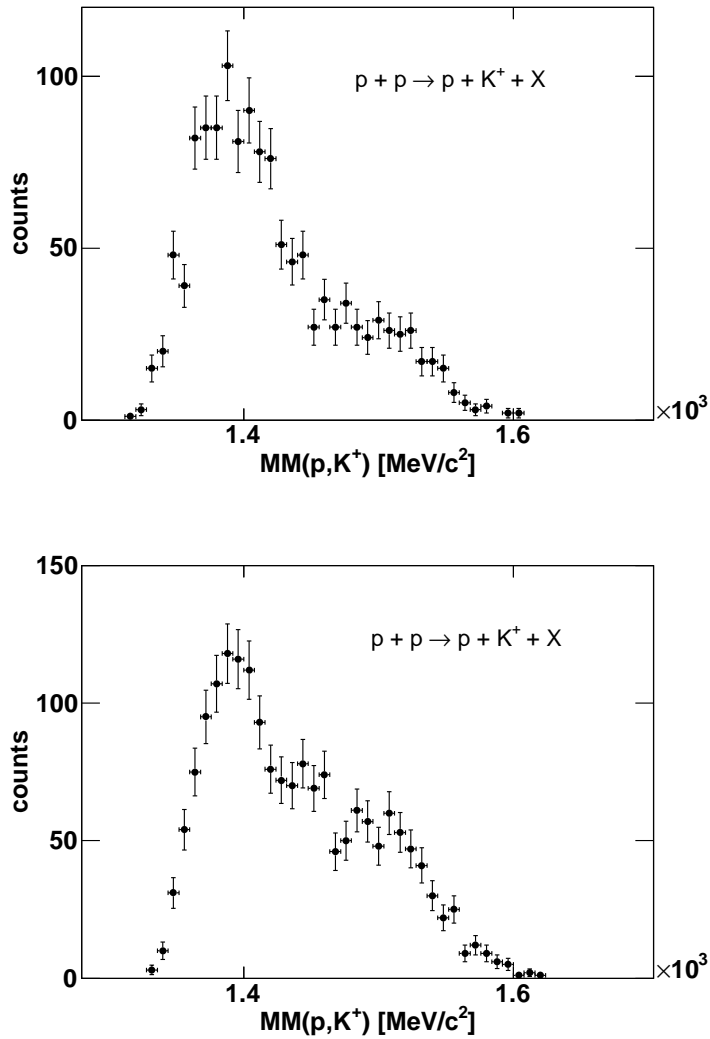 100
p + p → p + K⁺ + X
counts
50
0
1.4
1.6
×10³
MM(p,K⁺) [MeV/c²]
150
p + p → p + K⁺ + X
100
counts
50
0
1.4
1.6
×10³
MM(p,K⁺) [MeV/c²]